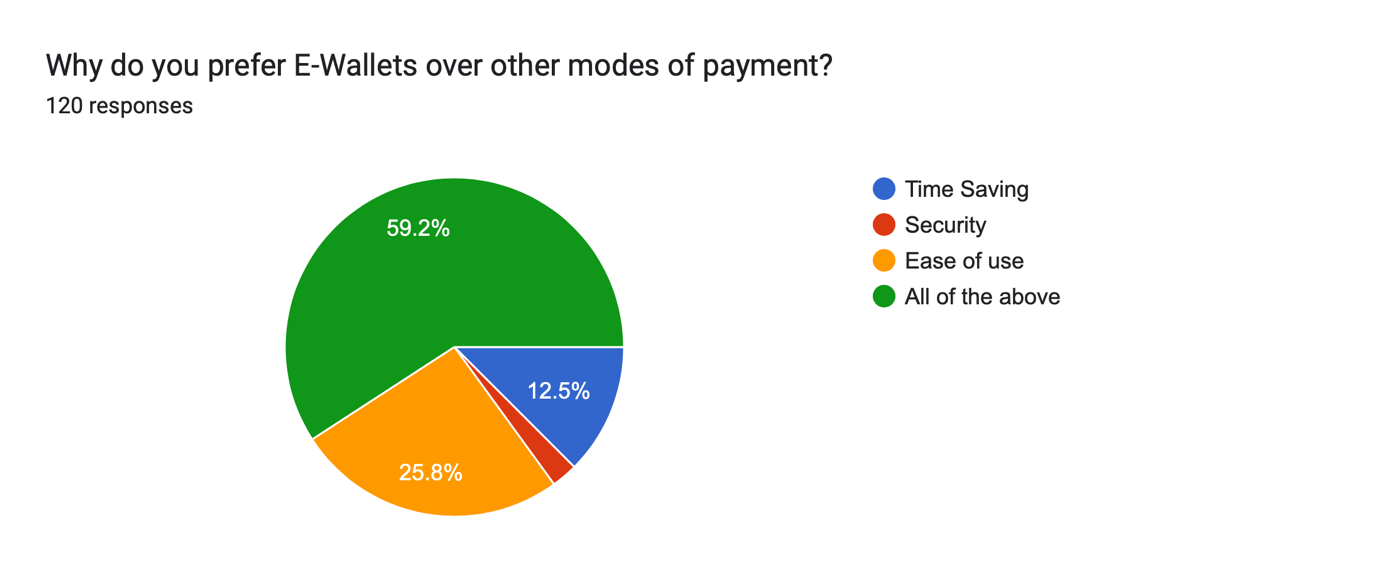 Why do you prefer E-Wallets over other modes of payment?
120 responses
59.2%
12.5%
25.8%
Time Saving
Security
Ease of use
All of the above